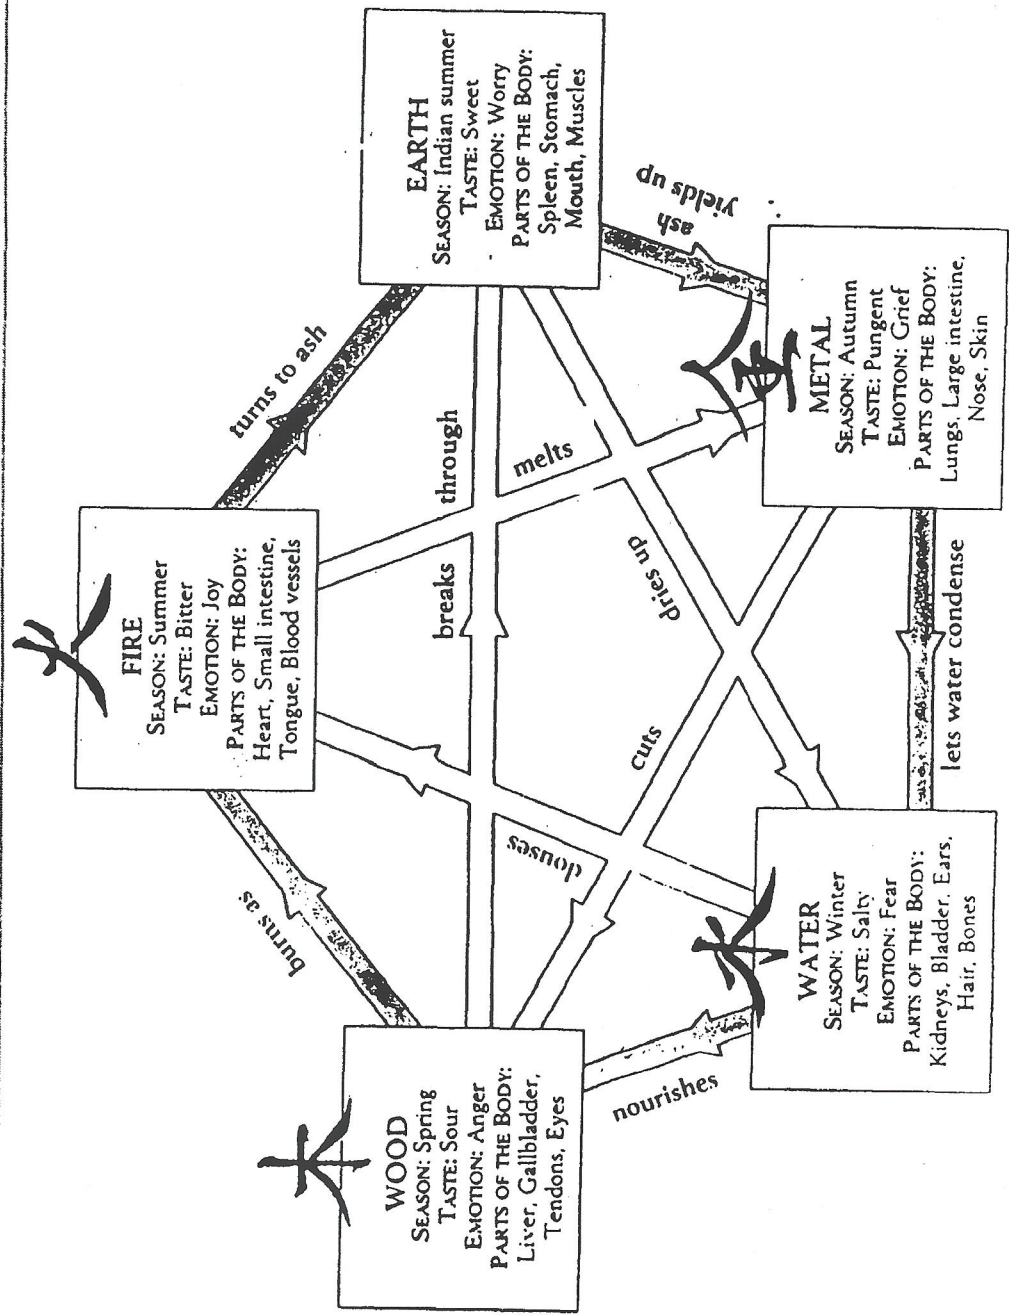 火
FIRE
SEASON: Summer
TASTE: Bitter
EMOTION: Joy
PARTS OF THE BODY:
Heart, Small intestine,
Tongue, Blood vessels
burns as
turns to ash
木
WOOD
SEASON: Spring
TASTE: Sour
EMOTION: Anger
PARTS OF THE BODY:
Liver, Gallbladder,
Tendons, Eyes
breaks through
EARTH
SEASON: Indian summer
TASTE: Sweet
EMOTION: Worry
PARTS OF THE BODY:
Spleen, Stomach,
Mouth, Muscles
douses
melts
cuts
dries up
nourishes
ash
yields up
水
WATER
SEASON: Winter
TASTE: Salty
EMOTION: Fear
PARTS OF THE BODY:
Kidneys, Bladder, Ears,
Hair, Bones
lets water condense
金
METAL
SEASON: Autumn
TASTE: Pungent
EMOTION: Grief
PARTS OF THE BODY:
Lungs, Large intestine,
Nose, Skin